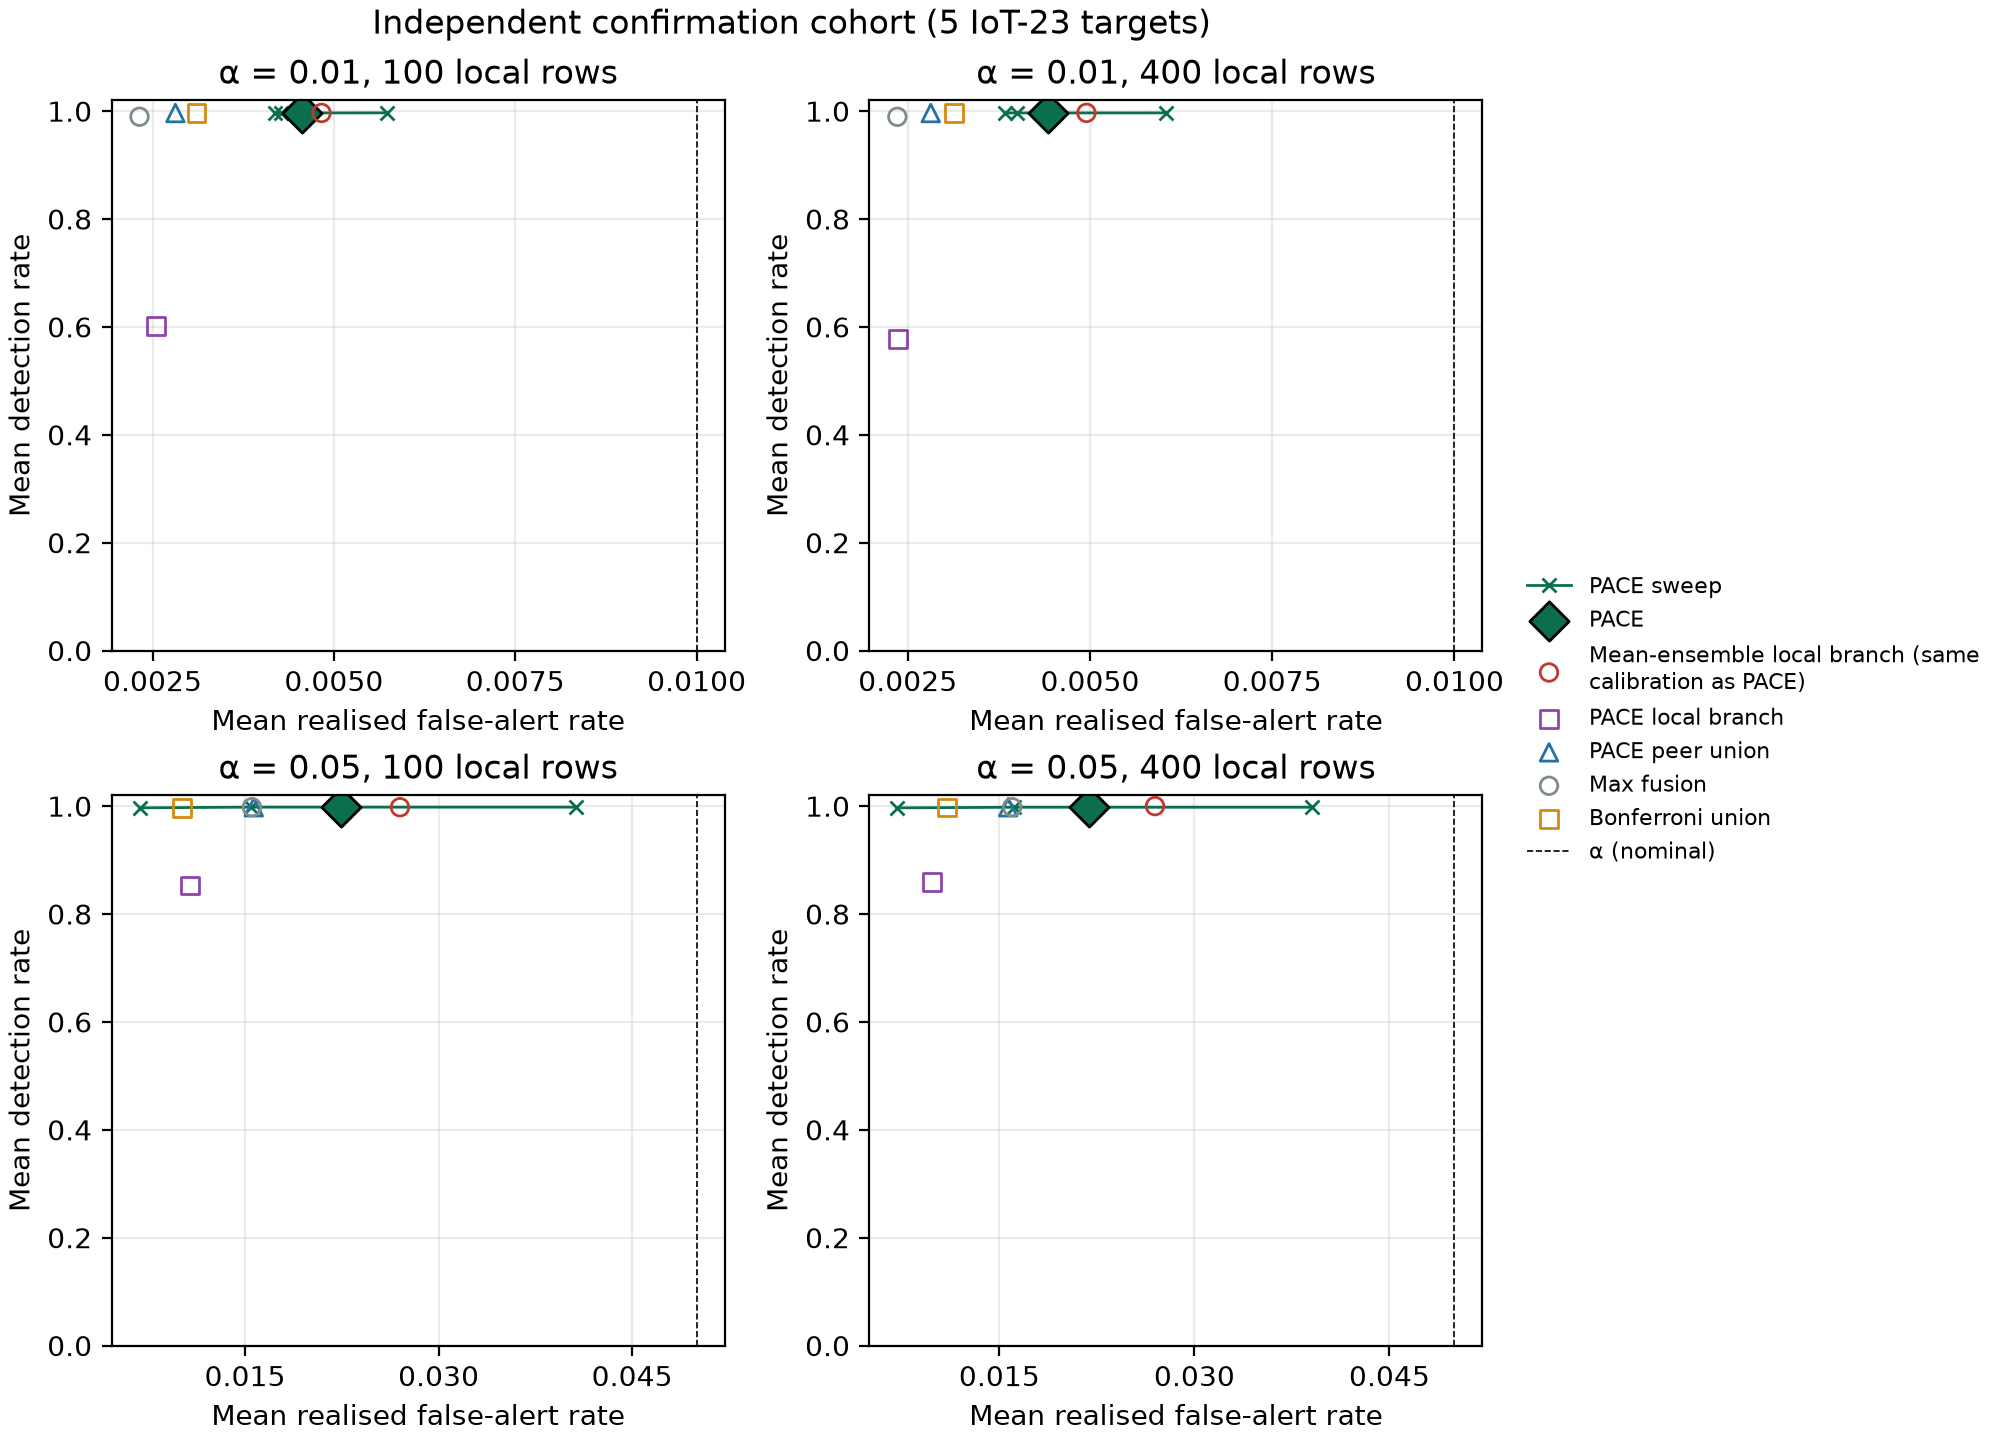 Independent confirmation cohort (5 IoT-23 targets)
α = 0.01, 100 local rows
1.0
0.8
0.6
0.4
0.2
0.0
Mean detection rate
0.0025 0.0050 0.0075 0.0100
Mean realised false-alert rate
α = 0.01, 400 local rows
1.0
0.8
0.6
0.4
0.2
0.0
Mean detection rate
0.0025 0.0050 0.0075 0.0100
Mean realised false-alert rate
α = 0.05, 100 local rows
1.0
0.8
0.6
0.4
0.2
0.0
Mean detection rate
0.015 0.030 0.045
Mean realised false-alert rate
α = 0.05, 400 local rows
1.0
0.8
0.6
0.4
0.2
0.0
Mean detection rate
0.015 0.030 0.045
Mean realised false-alert rate
PACE sweep
PACE
Mean-ensemble local branch (same
calibration as PACE)
PACE local branch
PACE peer union
Max fusion
Bonferroni union
α (nominal)